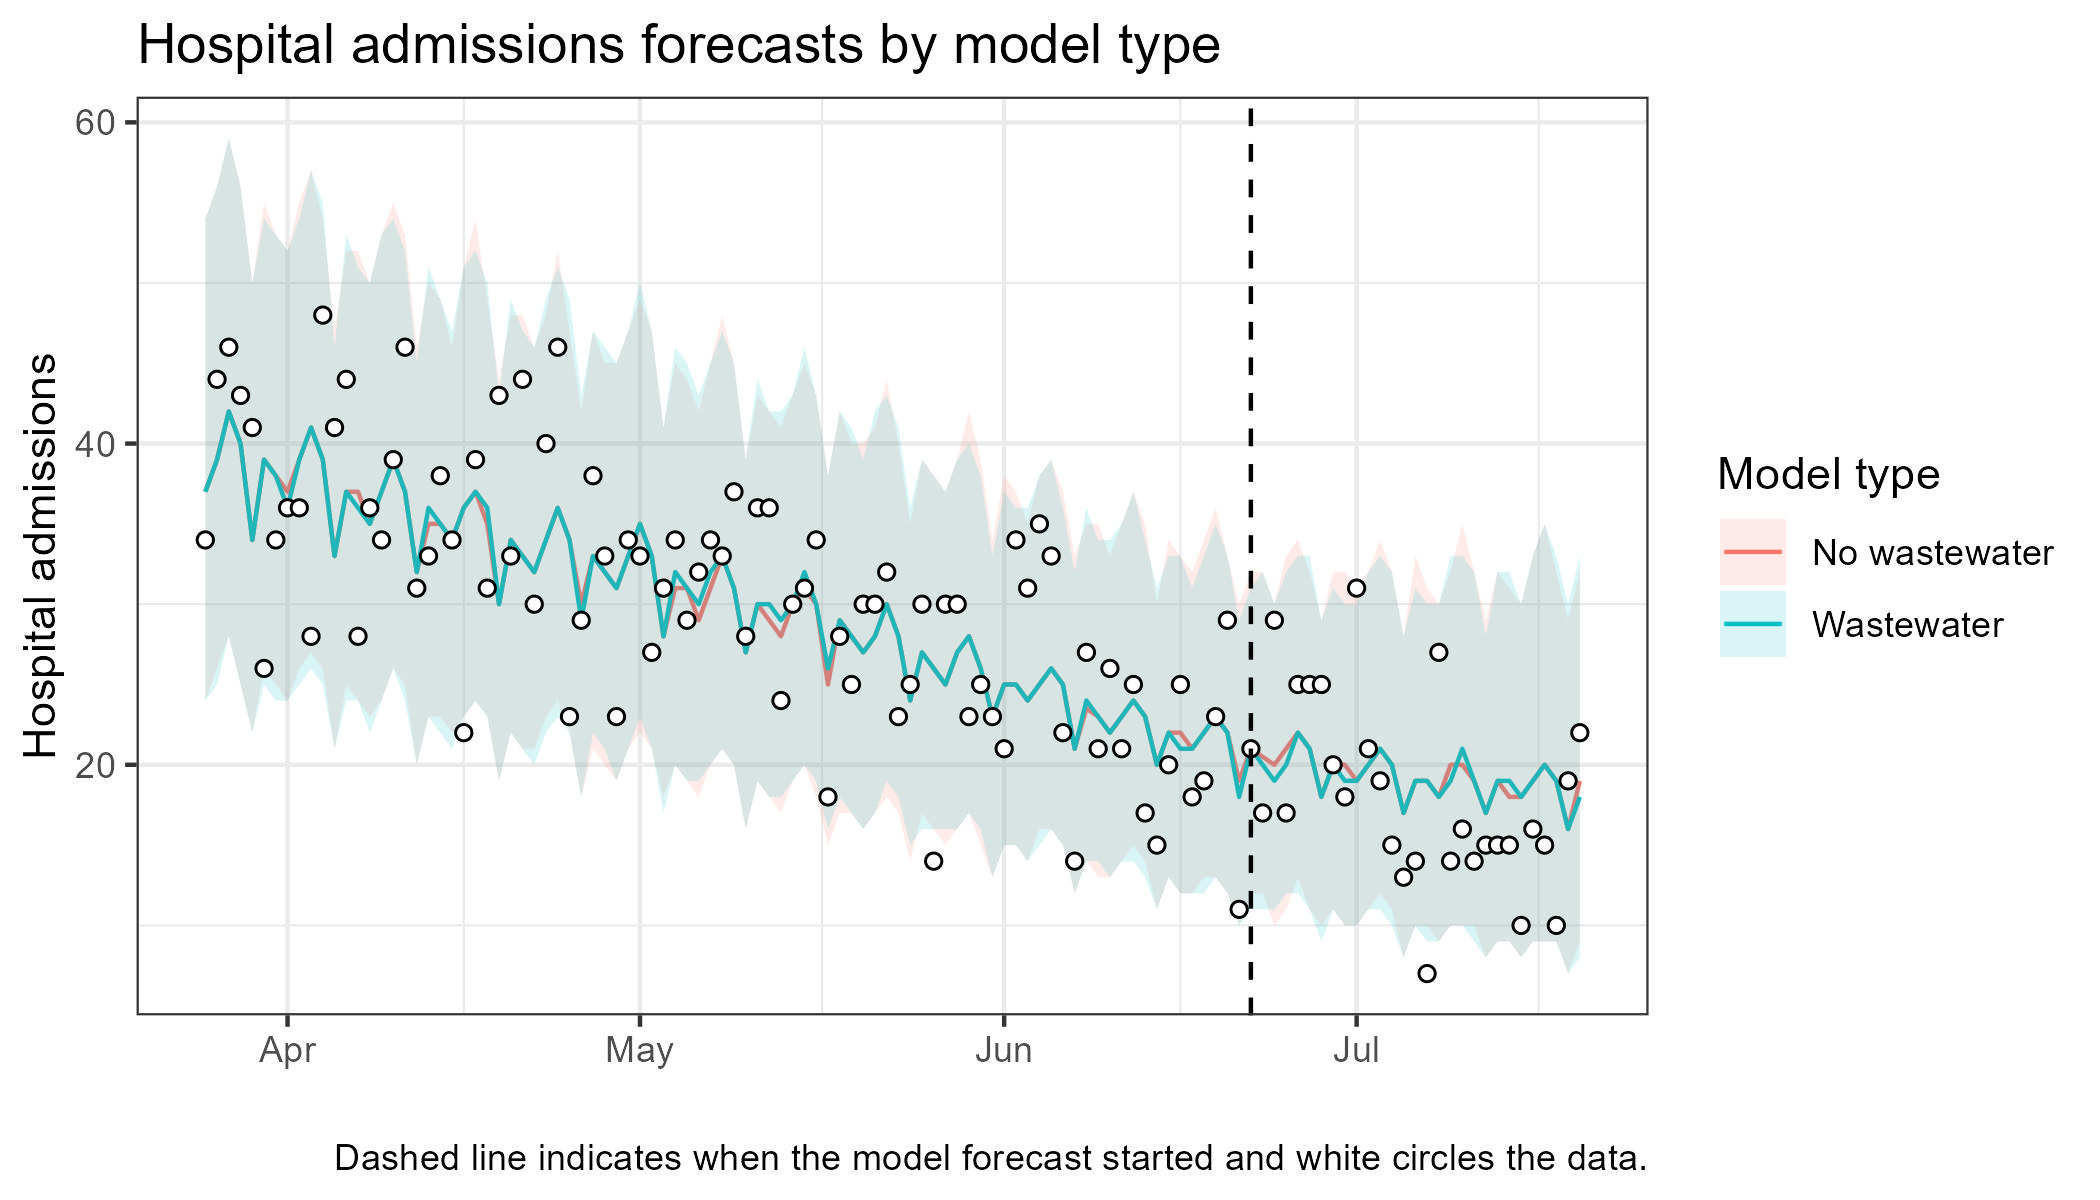 Hospital admissions forecasts by model type
Hospital admissions
60
40
20
Apr
May
Jun
Jul
Model type
No wastewater
Wastewater
Dashed line indicates when the model forecast started and white circles the data.